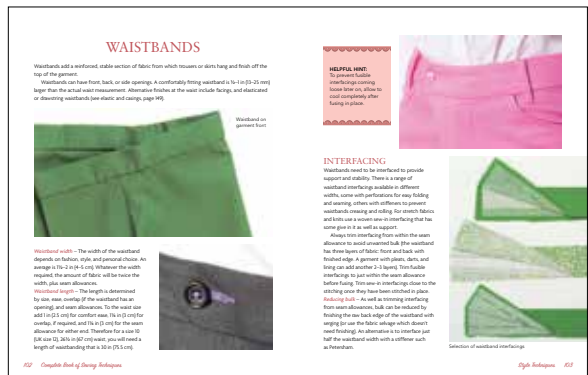 WAISTBANDS
Waistbands add a reinforced, stable section of fabric from which trousers or skirts hang and finish off the
top of the garment.
Waistbands can have front, back, or side openings. A comfortably fitting waistband is ½–1 in (13–25 mm)
larger than the actual waist measurement. Alternative finishes at the waist include facings, and elasticated
or drawstring waistbands (see elastic and casings, page 149).
Waistband on
garment front
Waistband width – The width of the waistband
depends on fashion, style, and personal choice. An
average is 1½–2 in (4–5 cm). Whatever the width
required, the amount of fabric will be twice the
width, plus seam allowances.
Waistband length – The length is determined
by size, ease, overlap (if the waistband has an
opening), and seam allowances. To the waist size
add 1 in (2.5 cm) for comfort ease, 1¼ in (3 cm) for
overlap, if required, and 1¼ in (3 cm) for the seam
allowance for either end. Therefore for a size 10
(UK size 12), 26½ in (67 cm) waist, you will need a
length of waistbanding that is 30 in (75.5 cm).
102 Complete Book of Sewing Techniques
HELPFUL HINT:
To prevent fusible
interfacings coming
loose later on, allow to
cool completely after
fusing in place.
INTERFACING
Waistbands need to be interfaced to provide
support and stability. There is a range of
waistband interfacings available in different
widths, some with perforations for easy folding
and seaming, others with stiffeners to prevent
waistbands creasing and rolling. For stretch fabrics
and knits use a woven sew-in interfacing that has
some give in it as well as support.
Always trim interfacing from within the seam
allowance to avoid unwanted bulk (the waistband
has three layers of fabric: front and back with
finished edge. A garment with pleats, darts, and
lining can add another 2–3 layers). Trim fusible
interfacings to just within the seam allowance
before fusing. Trim sew-in interfacings close to the
stitching once they have been stitched in place.
Reducing bulk – As well as trimming interfacing
from seam allowances, bulk can be reduced by
finishing the raw back edge of the waistband with
serging (or use the fabric selvage which doesn't
need finishing). An alternative is to interface just
half the waistband width with a stiffener such
as Petersham.
Selection of waistband interfacings
Style Techniques 103